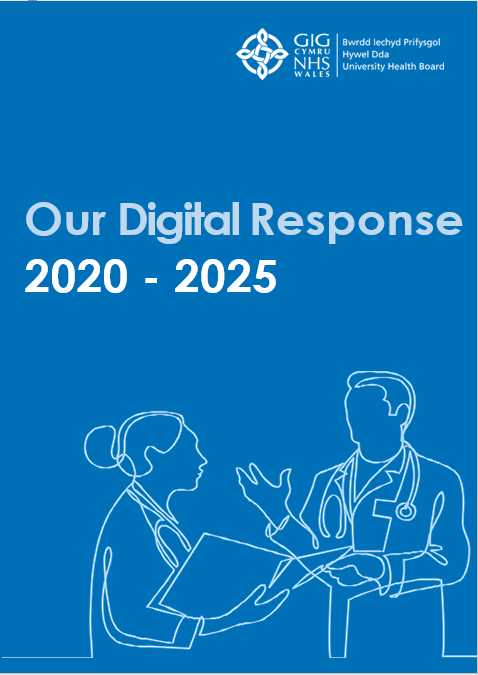 GIG
CYMRU
NHS
WALES
Bwrdd Iechyd Prifysgol
Hywel Dda
University Health Board
Our Digital Response
2020 - 2025